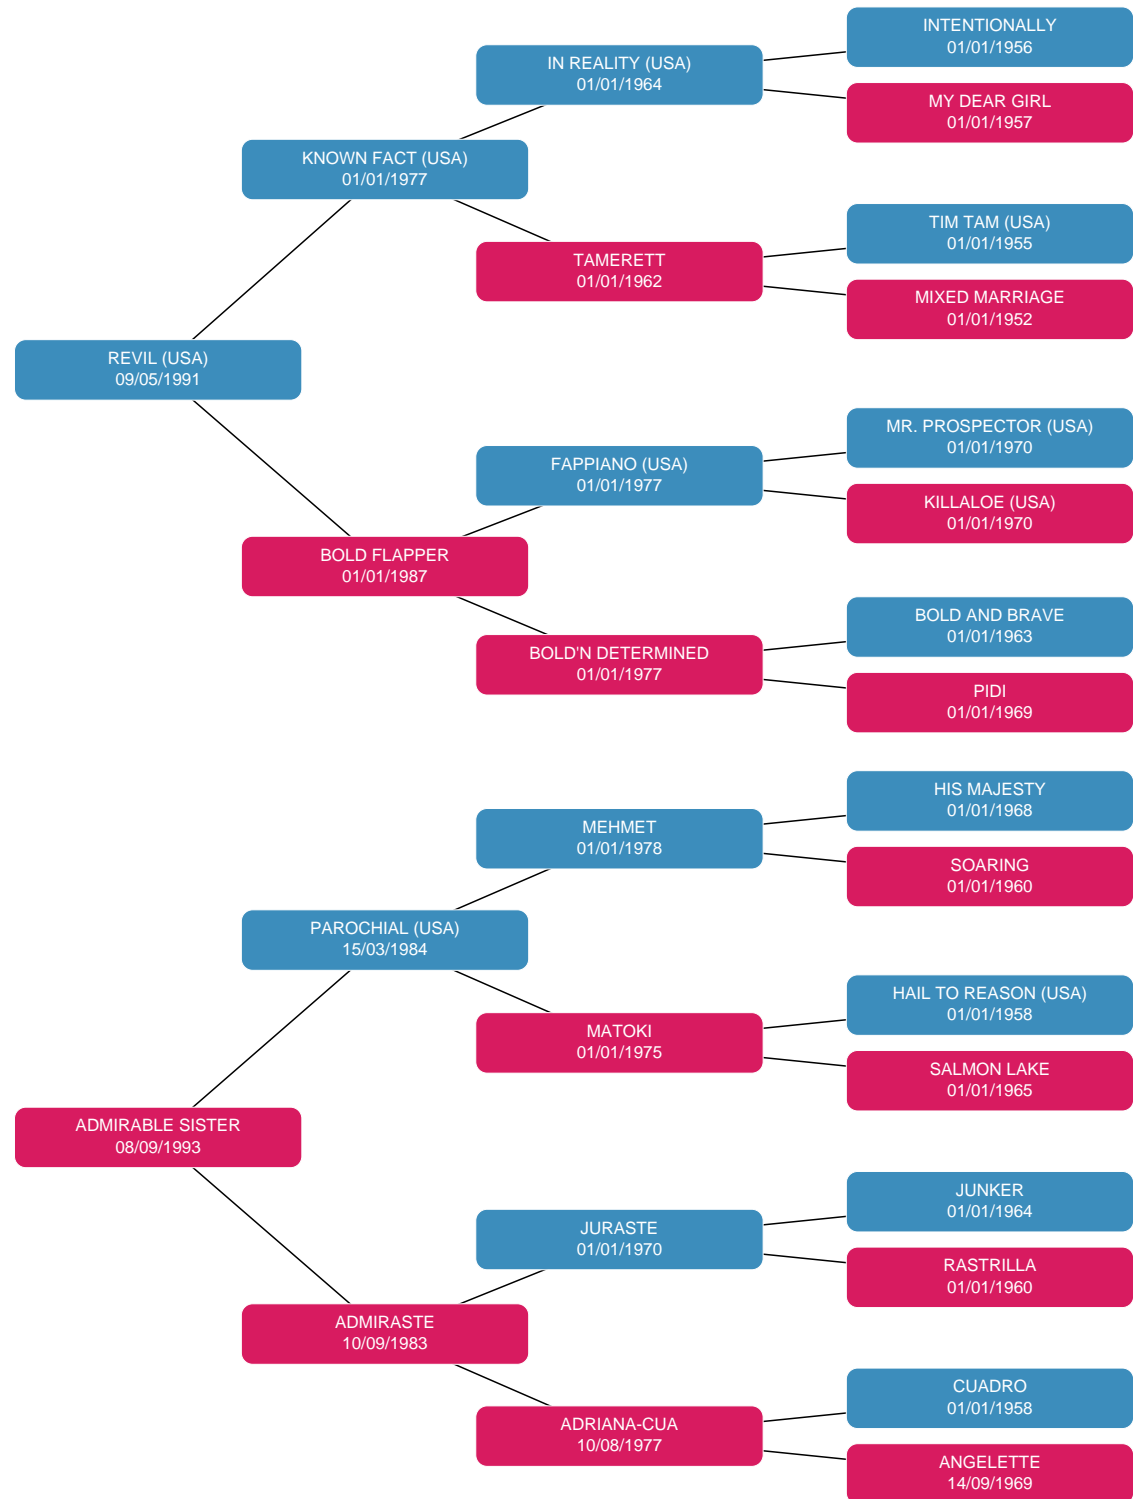 INTENTIONALLY
01/01/1956
IN REALITY (USA)
01/01/1964
MY DEAR GIRL
01/01/1957
KNOWN FACT (USA)
01/01/1977
TIM TAM (USA)
01/01/1955
TAMERETT
01/01/1962
MIXED MARRIAGE
01/01/1952
REVIL (USA)
09/05/1991
MR. PROSPECTOR (USA)
01/01/1970
FAPPIANO (USA)
01/01/1977
KILLALOE (USA)
01/01/1970
BOLD FLAPPER
01/01/1987
BOLD AND BRAVE
01/01/1963
BOLD'N DETERMINED
01/01/1977
PIDI
01/01/1969
HIS MAJESTY
01/01/1968
MEHMET
01/01/1978
SOARING
01/01/1960
PAROCHIAL (USA)
15/03/1984
HAIL TO REASON (USA)
01/01/1958
MATOKI
01/01/1975
SALMON LAKE
01/01/1965
ADMIRABLE SISTER
08/09/1993
JUNKER
01/01/1964
JURASTE
01/01/1970
RASTRILLA
01/01/1960
ADMIRASTE
10/09/1983
CUADRO
01/01/1958
ADRIANA-CUA
10/08/1977
ANGELETTE
14/09/1969